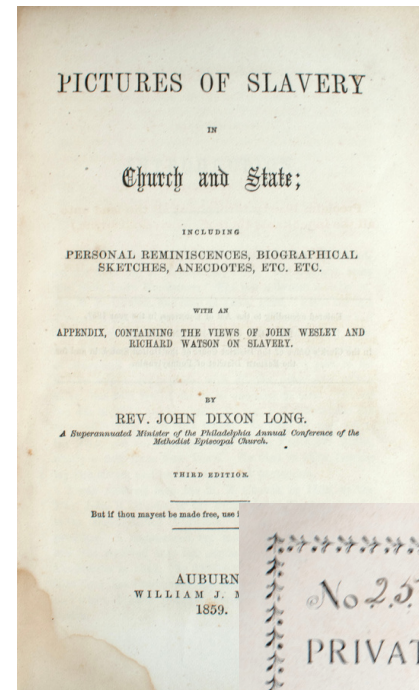 PICTURES OF SLAVERY
IN
Church and State;
INCLUDING
PERSONAL REMINISCENCES, BIOGRAPHICAL
SKETCHES, ANECDOTES, ETC. ETC.
WITH AN
APPENDIX, CONTAINING THE VIEWS OF JOHN WESLEY AND
RICHARD WATSON ON SLAVERY.
BY
REV. JOHN DIXON LONG.
A Superannuated Minister of the Philadelphia Annual Conference of the
Methodist Episcopal Church.
THIRD EDITION.
But if thou mayest be made free, use
AUBURN
WILLIAM J.
1859.
No 25
PRIVAT